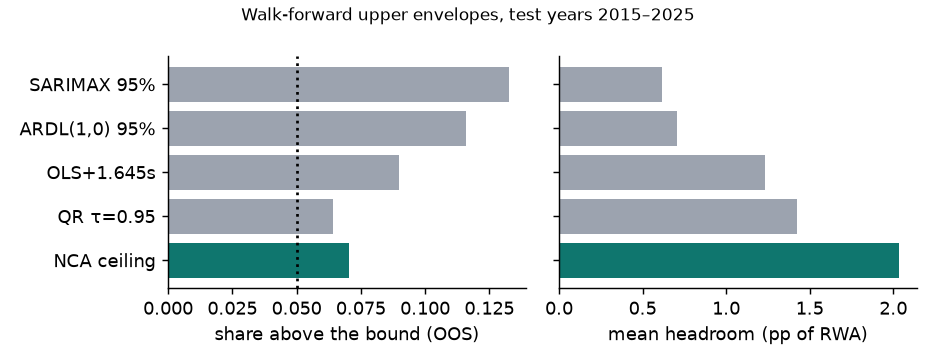 Walk-forward upper envelopes, test years 2015–2025
SARIMAX 95%
ARDL(1,0) 95%
OLS+1.645s
QR τ=0.95
NCA ceiling
0.000 0.025 0.050 0.075 0.100 0.125
share above the bound (OOS)
0.0 0.5 1.0 1.5 2.0
mean headroom (pp of RWA)